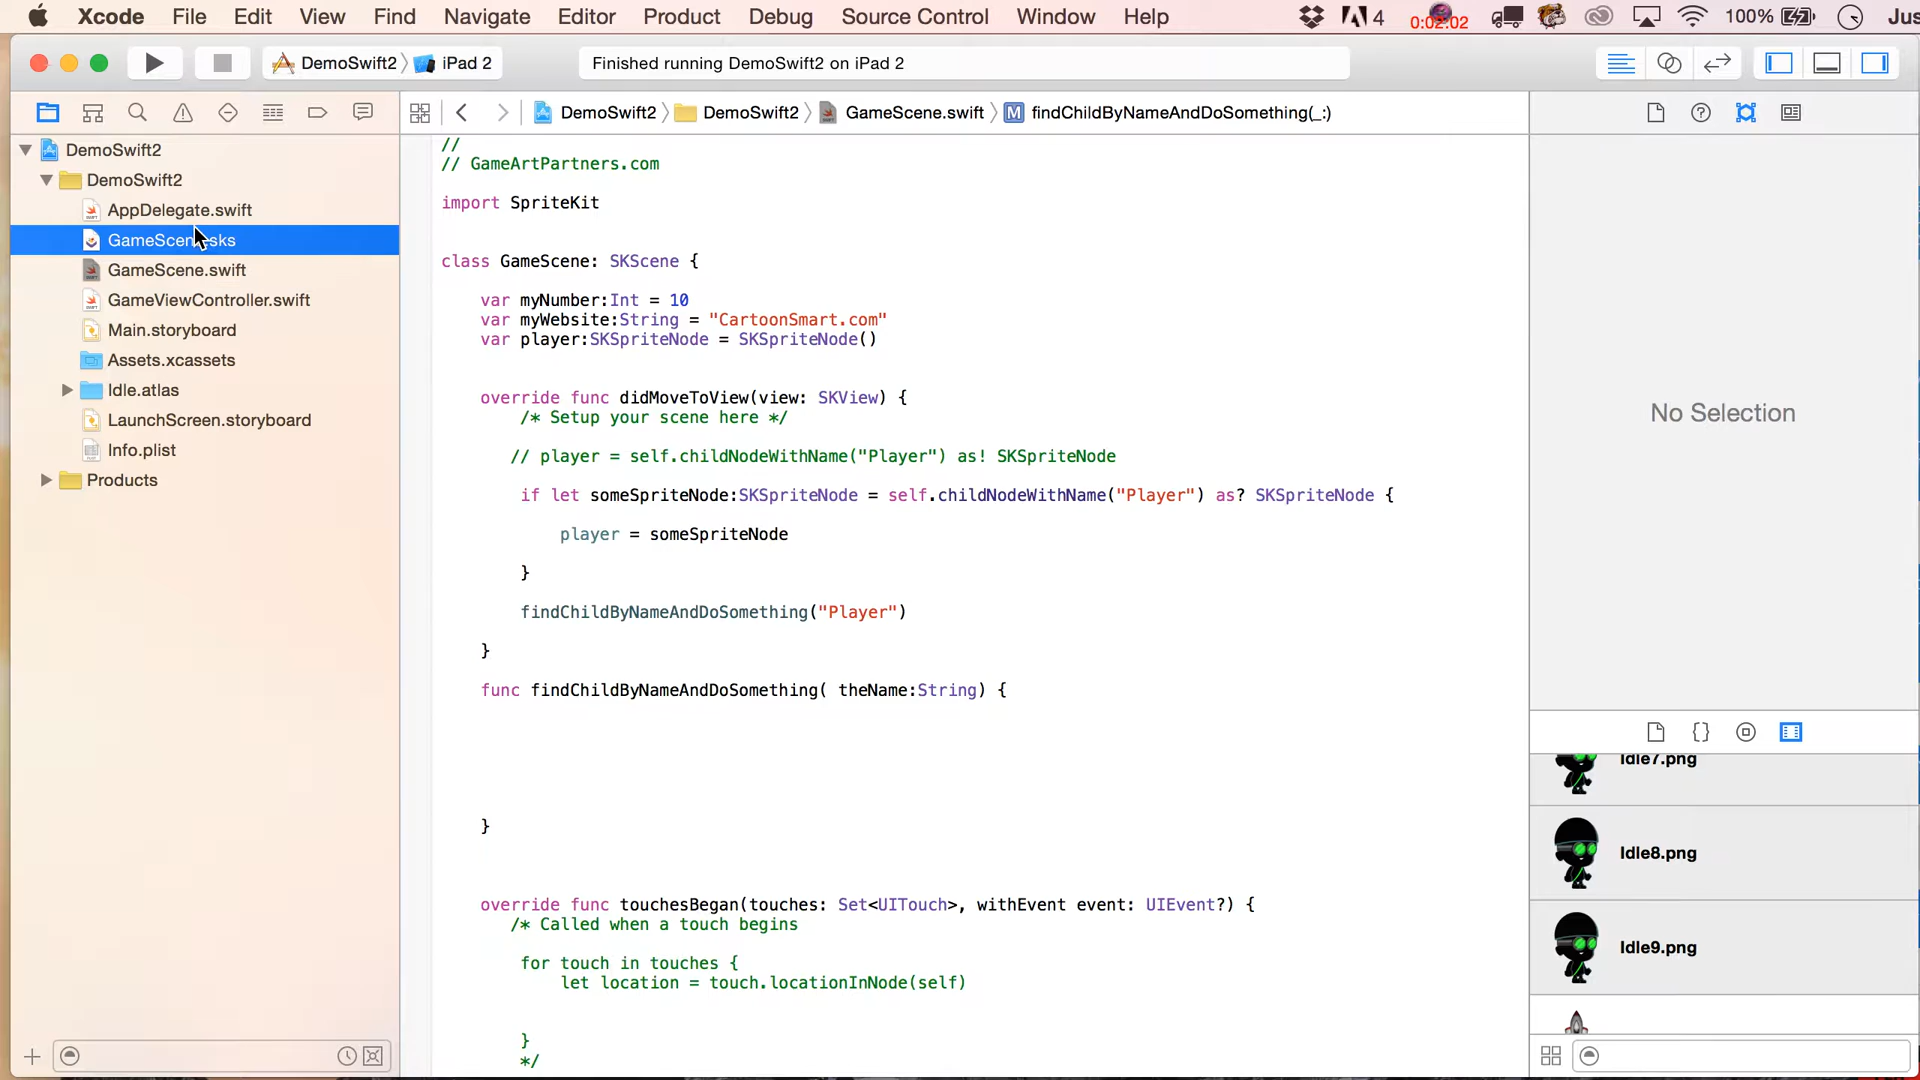 Xcode File Edit View Find Navigate Editor Product Debug Source Control Window Help 4 0:02:02 100% Jus
DemoSwift2 iPad 2 Finished running DemoSwift2 on iPad 2
DemoSwift2 DemoSwift2 GameScene.swift M findChildByNameAndDoSomething(_:)
DemoSwift2
DemoSwift2
AppDelegate.swift
GameScene.sks
GameScene.swift
GameViewController.swift
Main.storyboard
Assets.xcassets
Idle.atlas
LaunchScreen.storyboard
Info.plist
Products
//
// GameArtPartners.com
import SpriteKit
class GameScene: SKScene {
var myNumber:Int = 10
var myWebsite:String = "CartoonSmart.com"
var player:SKSpriteNode = SKSpriteNode()
override func didMoveToView(view: SKView) {
/* Setup your scene here */
// player = self.childNodeWithName("Player") as! SKSpriteNode
if let someSpriteNode:SKSpriteNode = self.childNodeWithName("Player") as? SKSpriteNode {
player = someSpriteNode
}
findChildByNameAndDoSomething("Player")
}
func findChildByNameAndDoSomething( theName:String) {
}
override func touchesBegan(touches: Set<UITouch>, withEvent event: UIEvent?) {
/* Called when a touch begins
for touch in touches {
let location = touch.locationInNode(self)
}
*/
No Selection
Idle7.png
Idle8.png
Idle9.png